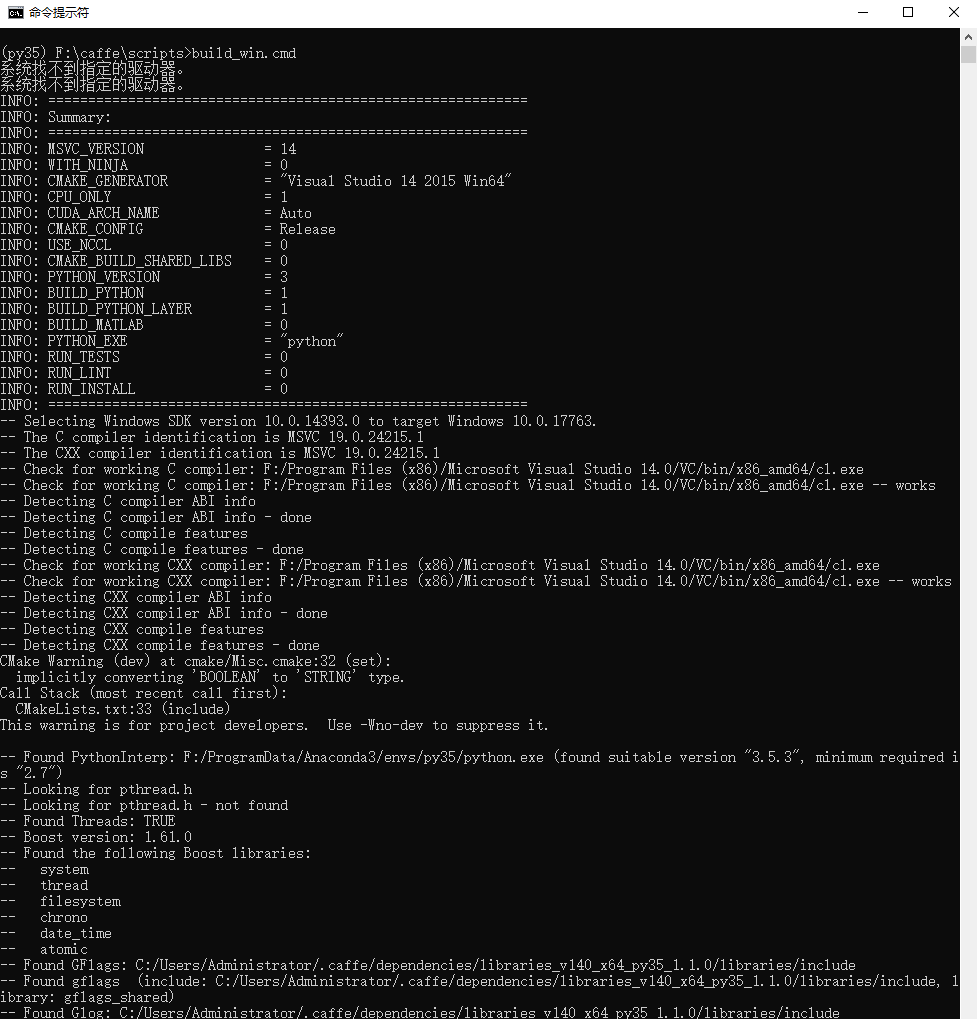 命令提示符
(py35) F:\caffe\scripts>build_win.cmd
系统找不到指定的驱动器。
系统找不到指定的驱动器。
INFO: ============================================================
INFO: Summary:
INFO: ============================================================
INFO: MSVC_VERSION               = 14
INFO: WITH_NINJA                 = 0
INFO: CMAKE_GENERATOR            = "Visual Studio 14 2015 Win64"
INFO: CPU_ONLY                   = 1
INFO: CUDA_ARCH_NAME             = Auto
INFO: CMAKE_CONFIG               = Release
INFO: USE_NCCL                   = 0
INFO: CMAKE_BUILD_SHARED_LIBS    = 0
INFO: PYTHON_VERSION             = 3
INFO: BUILD_PYTHON               = 1
INFO: BUILD_PYTHON_LAYER         = 1
INFO: BUILD_MATLAB               = 0
INFO: PYTHON_EXE                 = "python"
INFO: RUN_TESTS                  = 0
INFO: RUN_LINT                   = 0
INFO: RUN_INSTALL                = 0
INFO: ============================================================
-- Selecting Windows SDK version 10.0.14393.0 to target Windows 10.0.17763.
-- The C compiler identification is MSVC 19.0.24215.1
-- The CXX compiler identification is MSVC 19.0.24215.1
-- Check for working C compiler: F:/Program Files (x86)/Microsoft Visual Studio 14.0/VC/bin/x86_amd64/cl.exe
-- Check for working C compiler: F:/Program Files (x86)/Microsoft Visual Studio 14.0/VC/bin/x86_amd64/cl.exe -- works
-- Detecting C compiler ABI info
-- Detecting C compiler ABI info - done
-- Detecting C compile features
-- Detecting C compile features - done
-- Check for working CXX compiler: F:/Program Files (x86)/Microsoft Visual Studio 14.0/VC/bin/x86_amd64/cl.exe
-- Check for working CXX compiler: F:/Program Files (x86)/Microsoft Visual Studio 14.0/VC/bin/x86_amd64/cl.exe -- works
-- Detecting CXX compiler ABI info
-- Detecting CXX compiler ABI info - done
-- Detecting CXX compile features
-- Detecting CXX compile features - done
CMake Warning (dev) at cmake/Misc.cmake:32 (set):
  implicitly converting 'BOOLEAN' to 'STRING' type.
Call Stack (most recent call first):
  CMakeLists.txt:33 (include)
This warning is for project developers.  Use -Wno-dev to suppress it.
-- Found PythonInterp: F:/ProgramData/Anaconda3/envs/py35/python.exe (found suitable version "3.5.3", minimum required i
s "2.7")
-- Looking for pthread.h
-- Looking for pthread.h - not found
-- Found Threads: TRUE
-- Boost version: 1.61.0
-- Found the following Boost libraries:
--   system
--   thread
--   filesystem
--   chrono
--   date_time
--   atomic
-- Found GFlags: C:/Users/Administrator/.caffe/dependencies/libraries_v140_x64_py35_1.1.0/libraries/include
-- Found gflags  (include: C:/Users/Administrator/.caffe/dependencies/libraries_v140_x64_py35_1.1.0/libraries/include, l
ibrary: gflags_shared)
-- Found Glog: C:/Users/Administrator/.caffe/dependencies/libraries_v140_x64_py35_1.1.0/libraries/include